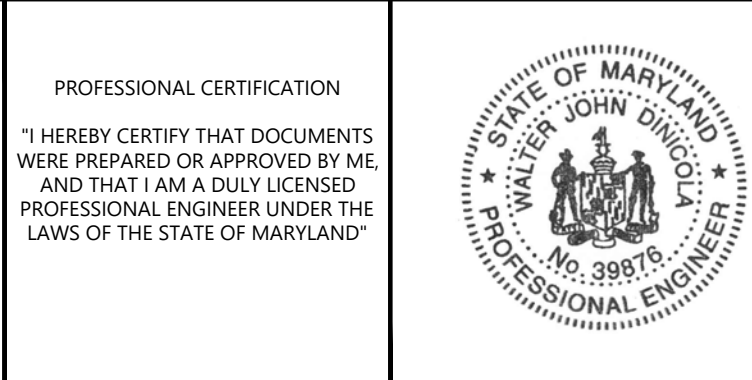 PROFESSIONAL CERTIFICATION
"I HEREBY CERTIFY THAT DOCUMENTS
WERE PREPARED OR APPROVED BY ME,
AND THAT I AM A DULY LICENSED
PROFESSIONAL ENGINEER UNDER THE
LAWS OF THE STATE OF MARYLAND"
STATE OF MARYLAND
WALTER JOHN DINICOLA
No. 39876
PROFESSIONAL ENGINEER